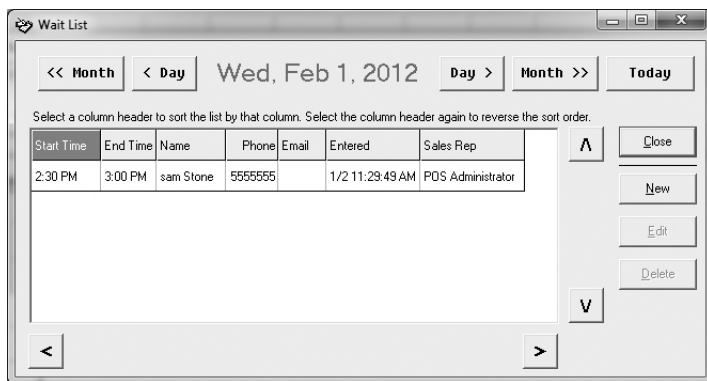 Wait List
<< Month < Day Wed, Feb 1, 2012 Day > Month >> Today
Select a column header to sort the list by that column. Select the column header again to reverse the sort order.
Start Time End Time Name Phone Email Entered Sales Rep
2:30 PM 3:00 PM sam Stone 5555555 1/2 11:29:49 AM POS Administrator
Close
New
Edit
Delete